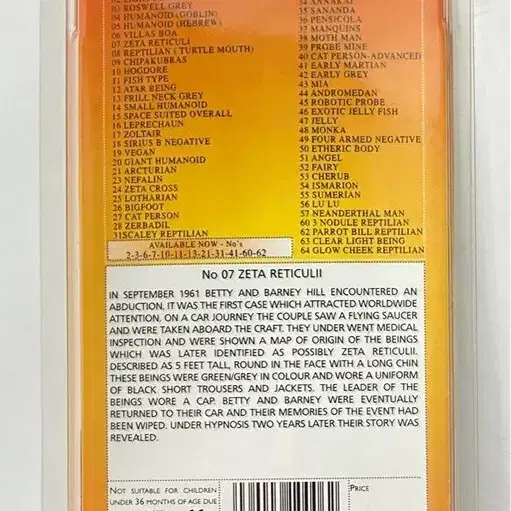 03 ROSWELL GREY
04 HUMANOID (GOBLIN)
05 HUMANOID (HEBREW)
06 VILLAS BOA
07 ZETA RETICULI
08 REPTILIAN ( TURTLE MOUTH)
09 CHIPAKUBRAS
10 HOGDORE
11 FISH TYPE
12 ATAR BEING
13 FRILL NECK GREY
14 SMALL HUMANOID
15 SPACE SUITED OVERALL
16 LEPRECHAUN
17 ZOLTAIR
18 SIRIUS B NEGATIVE
19 VEGAN
20 GIANT HUMANOID
21 ARCTURIAN
23 NEFALIN
24 ZETA CROSS
25 LOTHARIAN
26 BIGFOOT
27 CAT PERSON
28 ZERBADIL
31SCALEY REPTILIAN
34 ANNAKAI
35 SANANDA
36 PENSICOLA
37 MANQUINS
38 MOTH MAN
39 PROBE MINE
40 CAT PERSON-ADVANCED
41 EARLY MARTIAN
42 EARLY GREY
43 MIA
44 ANDROMEDAN
45 ROBOTIC PROBE
46 EXOTIC JELLY FISH
47 JELLY
48 MONKA
49 FOUR ARMED NEGATIVE
50 ETHERIC BODY
51 ANGEL
52 FAIRY
53 CHERUB
54 ISMARION
55 SUMERIAN
56 LU LU
57 NEANDERTHAL MAN
60 3 NODULE REPTILIAN
62 PARROT BILL REPTILIAN
63 CLEAR LIGHT BEING
64 GLOW CHEEK REPTILIAN
AVAILABLE NOW - No's
2-3-6-7-10-11-13-21-31-41-60-62
No 07 ZETA RETICULII
IN SEPTEMBER 1961 BETTY AND BARNEY HILL ENCOUNTERED AN
ABDUCTION, IT WAS THE FIRST CASE WHICH ATTRACTED WORLDWIDE
ATTENTION. ON A CAR JOURNEY THE COUPLE SAW A FLYING SAUCER
AND WERE TAKEN ABOARD THE CRAFT. THEY UNDER WENT MEDICAL
INSPECTION AND WERE SHOWN A MAP OF ORIGIN OF THE BEINGS
WHICH WAS LATER IDENTIFIED AS POSSIBLY ZETA RETICULII.
DESCRIBED AS 5 FEET TALL, ROUND IN THE FACE WITH A LONG CHIN
THESE BEINGS WERE GREEN/GREY IN COLOUR AND WORE A UNIFORM
OF BLACK SHORT TROUSERS AND JACKETS. THE LEADER OF THE
BEINGS WORE A CAP. BETTY AND BARNEY WERE EVENTUALLY
RETURNED TO THEIR CAR AND THEIR MEMORIES OF THE EVENT HAD
BEEN WIPED. UNDER HYPNOSIS TWO YEARS LATER THEIR STORY WAS
REVEALED.
NOT SUITABLE FOR CHILDREN
UNDER 36 MONTHS OF AGE DUE
PRICE